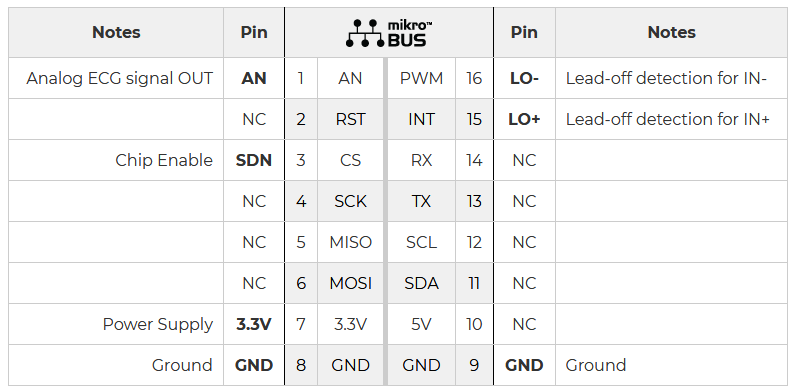 Notes Pin mikro™ BUS Pin Notes
Analog ECG signal OUT AN 1 AN PWM 16 LO- Lead-off detection for IN-
NC 2 RST INT 15 LO+ Lead-off detection for IN+
Chip Enable SDN 3 CS RX 14 NC
NC 4 SCK TX 13 NC
NC 5 MISO SCL 12 NC
NC 6 MOSI SDA 11 NC
Power Supply 3.3V 7 3.3V 5V 10 NC
Ground GND 8 GND GND 9 GND Ground